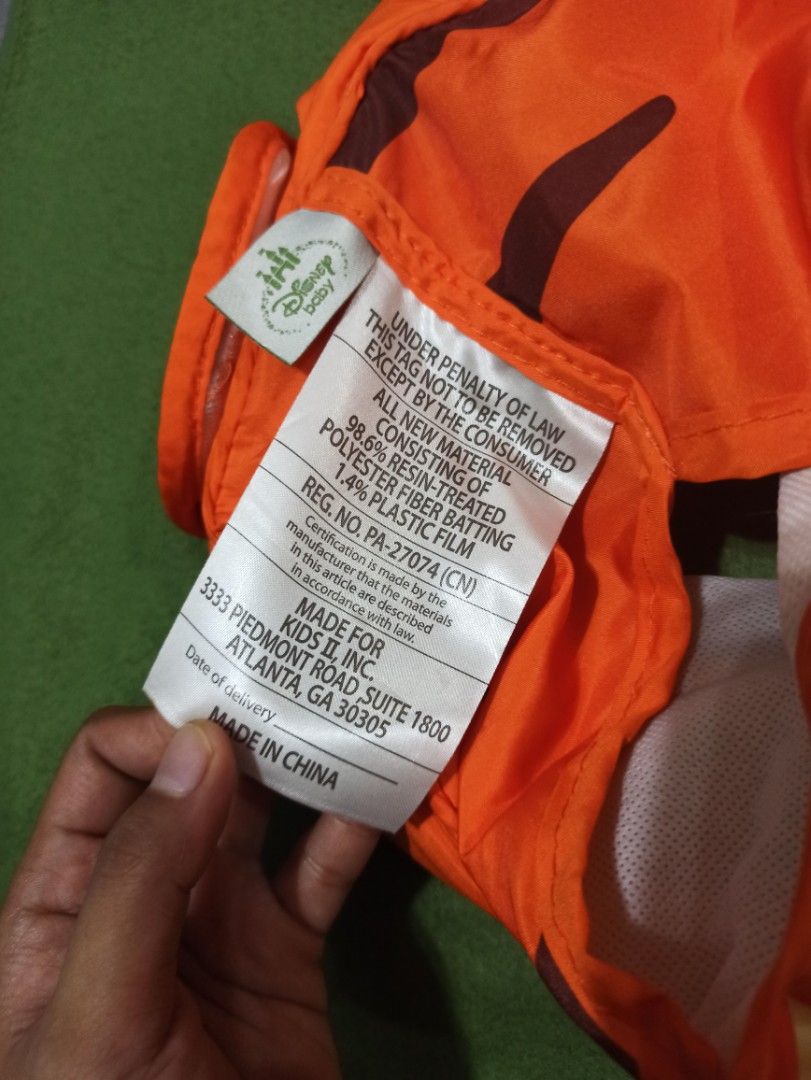 Disney
baby
UNDER PENALTY OF LAW
THIS TAG NOT TO BE REMOVED
EXCEPT BY THE CONSUMER
ALL NEW MATERIAL
CONSISTING OF
98.6% RESIN-TREATED
POLYESTER FIBER BATTING
1.4% PLASTIC FILM
REG. NO. PA-27074 (CN)
Certification is made by the
manufacturer that the materials
in this article are described
in accordance with law.
MADE FOR
KIDS II, INC.
3333 PIEDMONT ROAD SUITE 1800
ATLANTA, GA 30305
Date of delivery
MADE IN CHINA